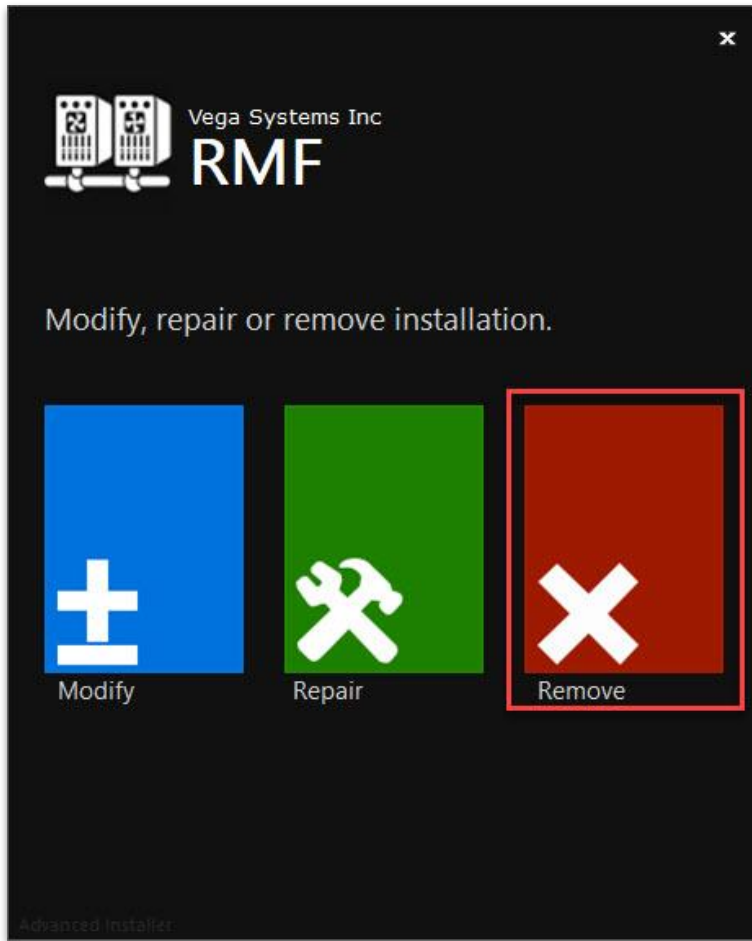 Vega Systems Inc
RMF
Modify, repair or remove installation.
Modify
Repair
Remove
Advanced Installer